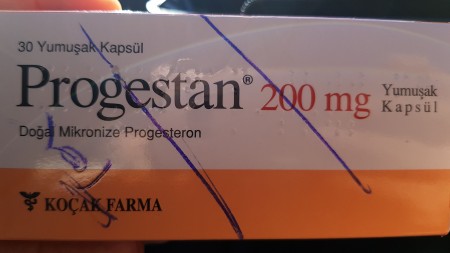 30 Yumuşak Kapsül
Progestan® 200 mg Yumuşak
Kapsül
Doğal Mikronize Progesteron
KOÇAK FARMA